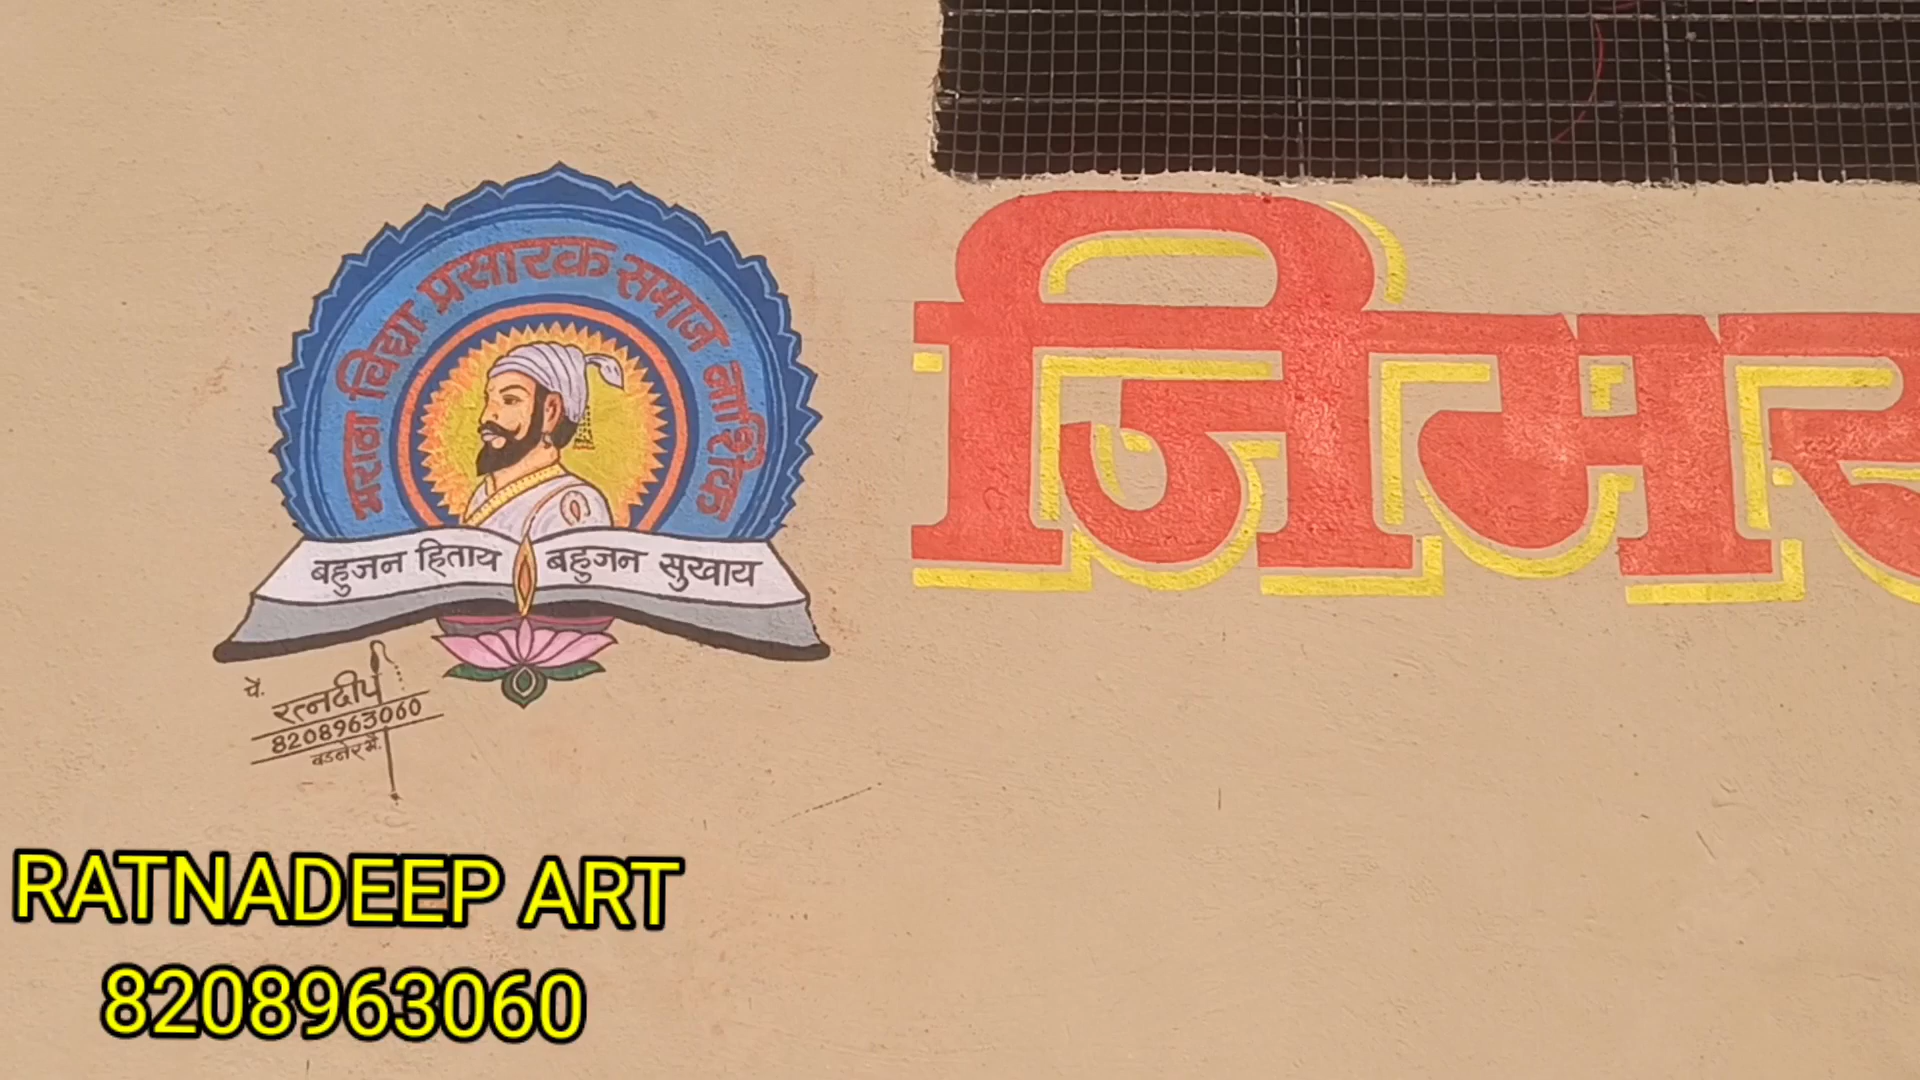 मराठा विद्या प्रसारक समाज नाशिक
बहुजन हिताय बहुजन सुखाय
जिम
पें. रत्नदीप
8208963060
वडनेर भै.
RATNADEEP ART
8208963060